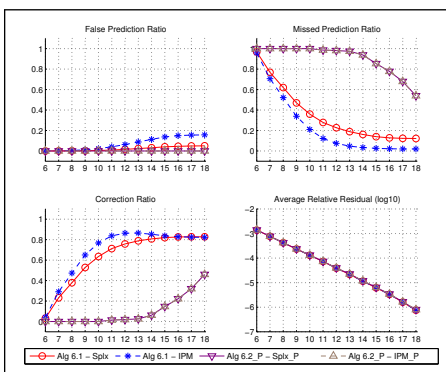 False Prediction Ratio
Missed Prediction Ratio
1
0.8
0.6
0.4
0.2
0
6 7 8 9 10 11 12 13 14 15 16 17 18
1
0.8
0.6
0.4
0.2
0
6 7 8 9 10 11 12 13 14 15 16 17 18
Correction Ratio
Average Relative Residual (log10)
1
0.8
0.6
0.4
0.2
0
6 7 8 9 10 11 12 13 14 15 16 17 18
−2
−3
−4
−5
−6
−7
6 7 8 9 10 11 12 13 14 15 16 17 18
Alg 6.1 − Splx
Alg 6.1 − IPM
Alg 6.2_P − Splx_P
Alg 6.2_P − IPM_P